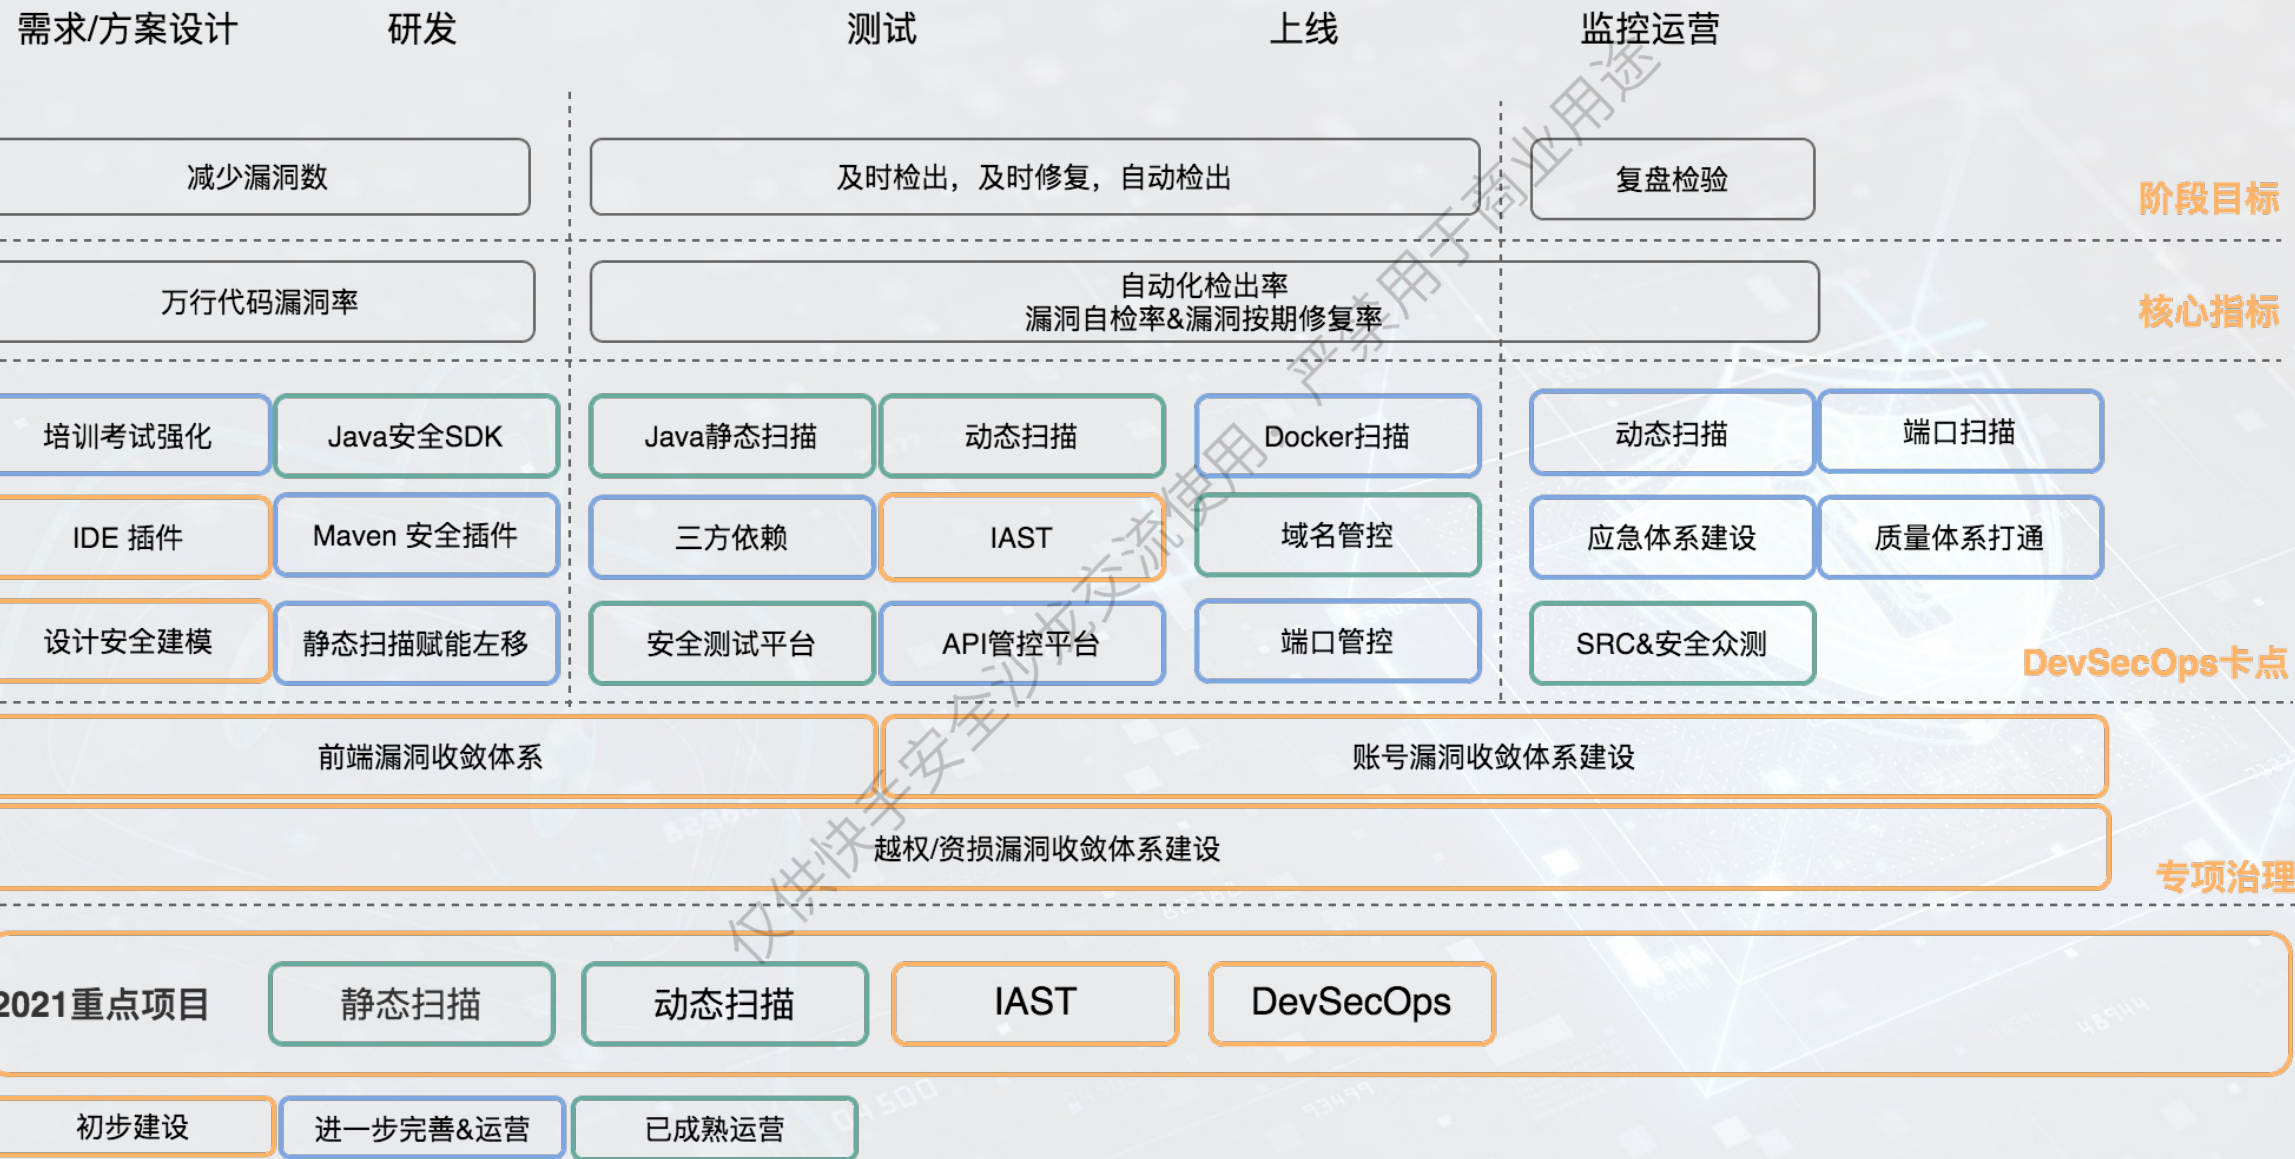 需求/方案设计
研发
测试
上线
监控运营
减少漏洞数
及时检出，及时修复，自动检出
复盘检验
阶段目标
万行代码漏洞率
自动化检出率
漏洞自检率&漏洞按期修复率
核心指标
培训考试强化
Java安全SDK
Java静态扫描
动态扫描
Docker扫描
动态扫描
端口扫描
IDE 插件
Maven 安全插件
三方依赖
IAST
域名管控
应急体系建设
质量体系打通
设计安全建模
静态扫描赋能左移
安全测试平台
API管控平台
端口管控
SRC&安全众测
DevSecOps卡点
前端漏洞收敛体系
账号漏洞收敛体系建设
越权/资损漏洞收敛体系建设
专项治理
2021重点项目
静态扫描
动态扫描
IAST
DevSecOps
初步建设
进一步完善&运营
已成熟运营
仅供快手安全沙龙交流使用 严禁用于商业用途